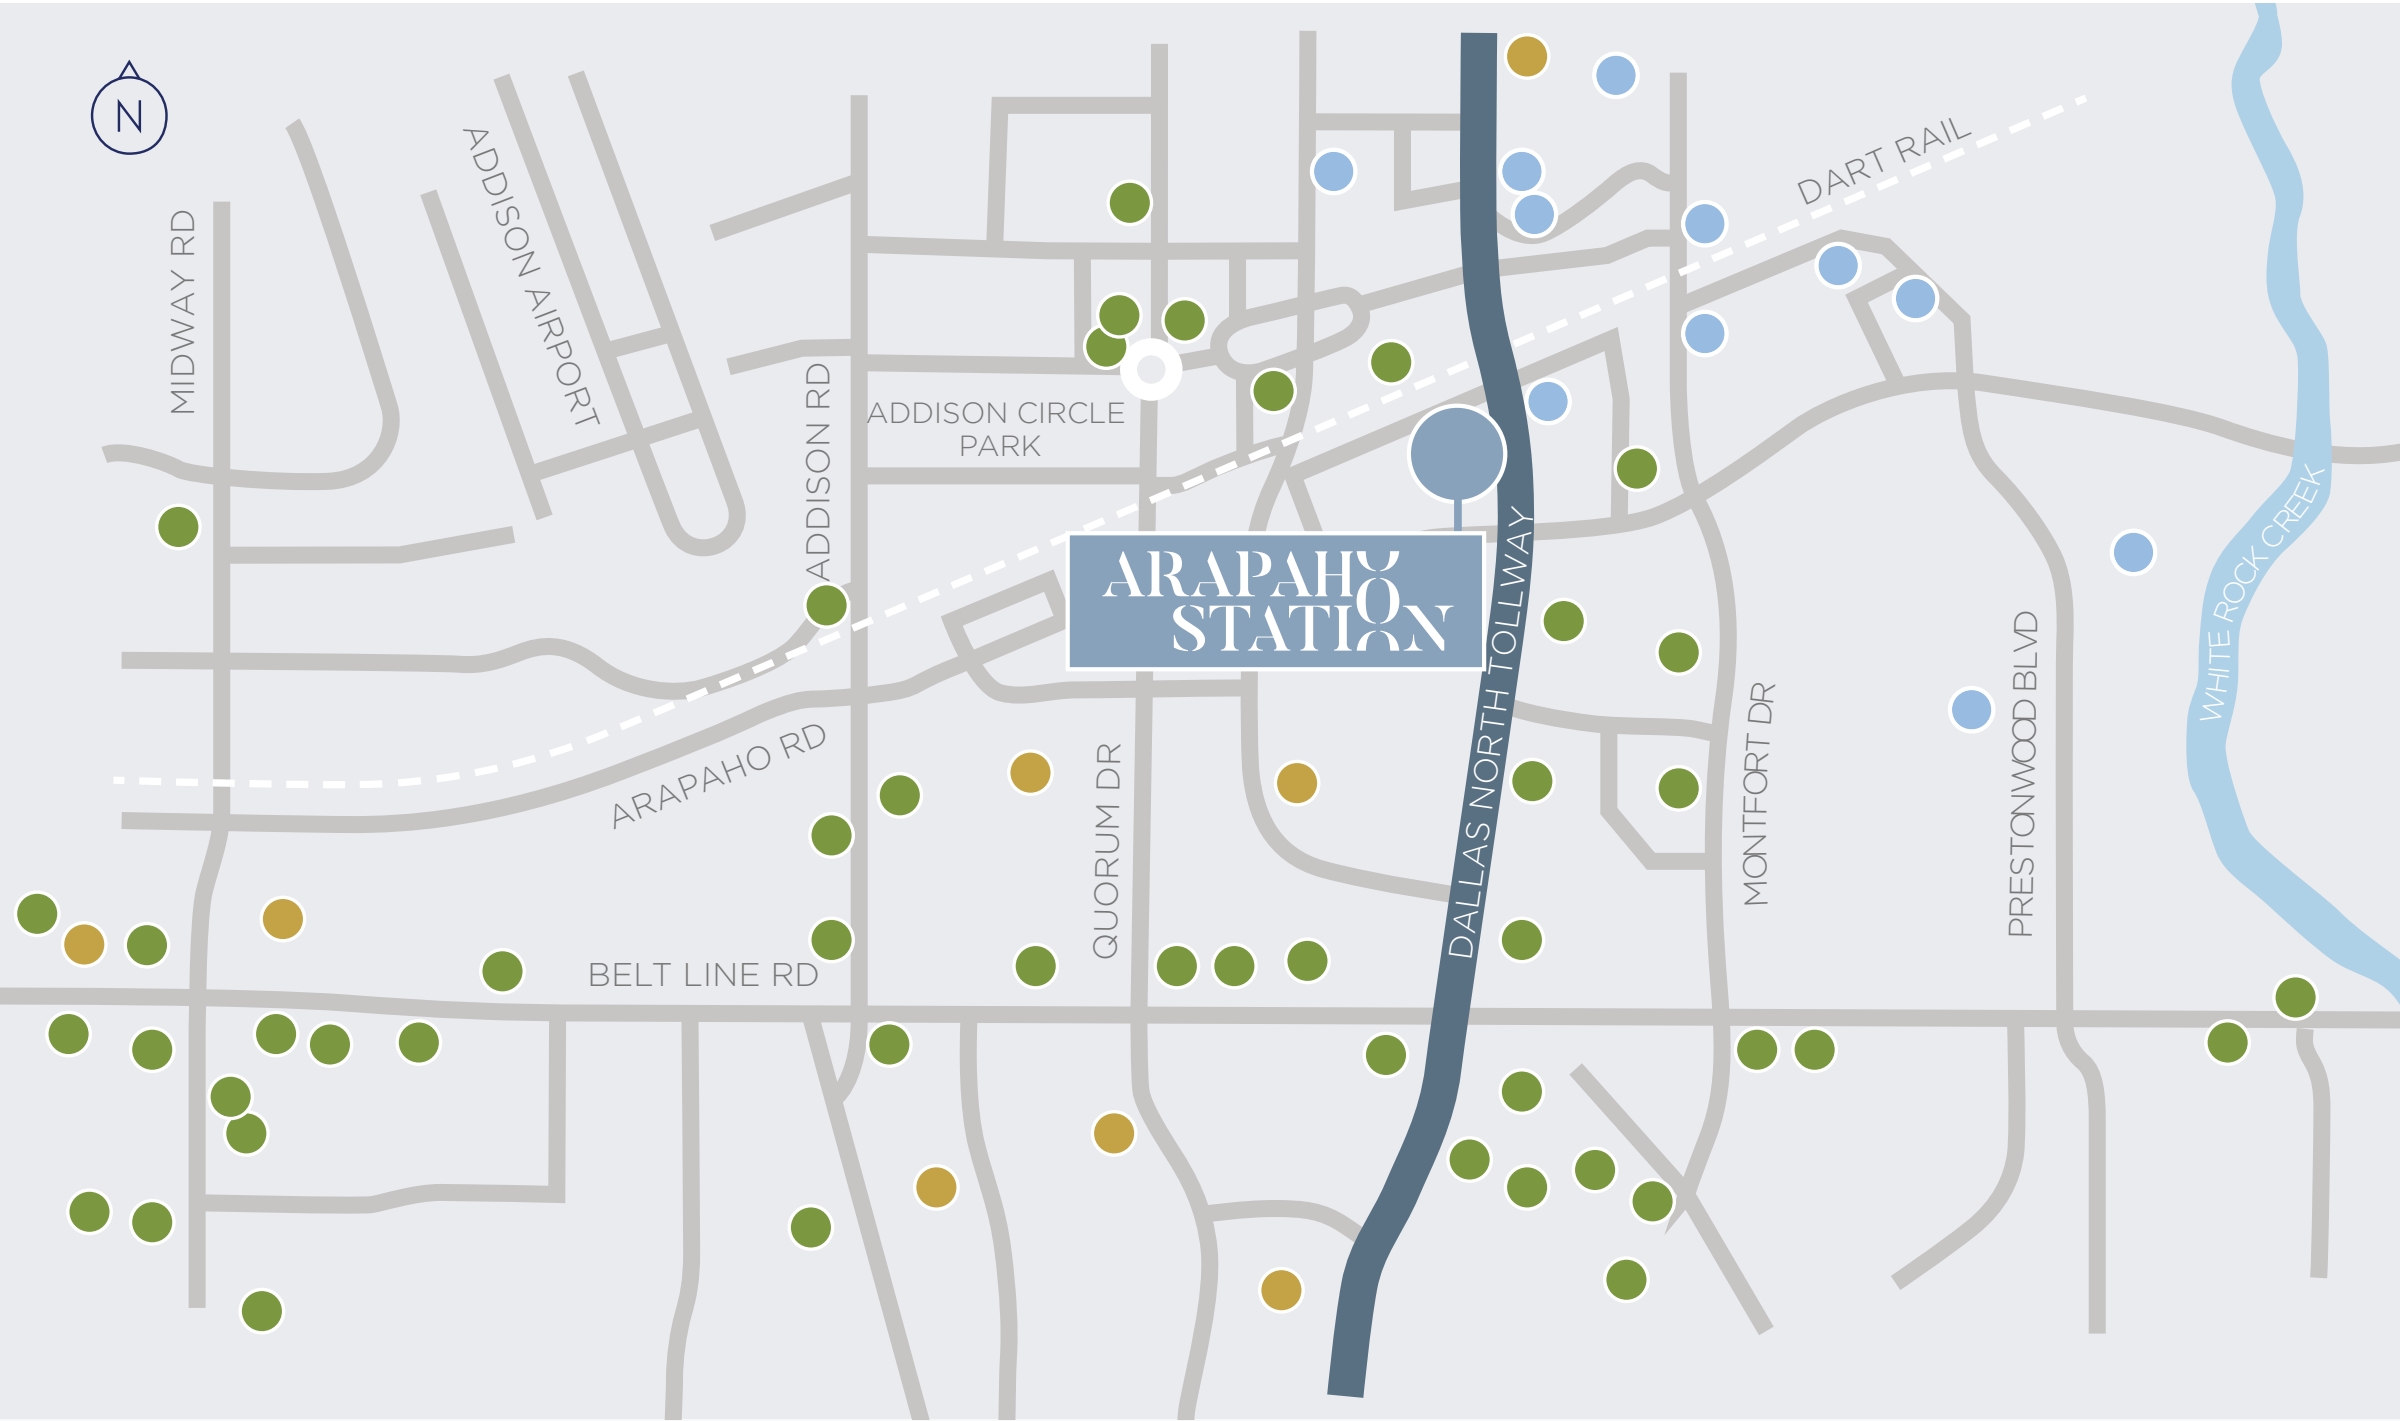 N
MIDWAY RD
ADDISON AIRPORT
DART RAIL
ADDISON RD
ADDISON CIRCLE
PARK
WHITE ROCK CREEK
ARAPAHO
STATION
DALLAS NORTH TOLLWAY
ARAPAHO RD
QUORUM DR
MONTFORT DR
PRESTONWOOD BLVD
BELT LINE RD